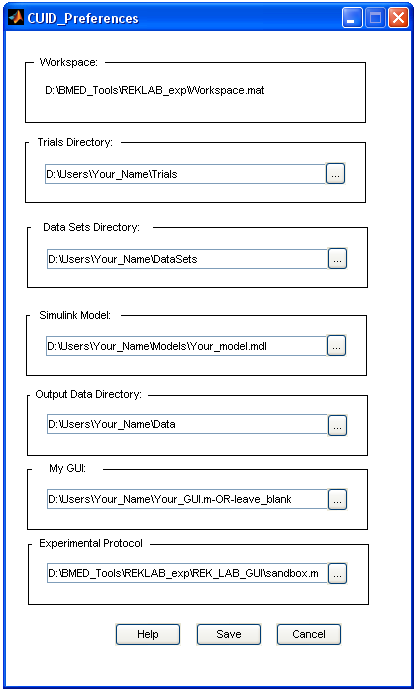 CUID_Preferences
Workspace:
D:\BMED_Tools\REKLAB_exp\Workspace.mat
Trials Directory:
D:\Users\Your_Name\Trials ...
Data Sets Directory:
D:\Users\Your_Name\DataSets ...
Simulink Model:
D:\Users\Your_Name\Models\Your_model.mdl ...
Output Data Directory:
D:\Users\Your_Name\Data ...
My GUI:
D:\Users\Your_Name\Your_GUI.m-OR-leave_blank ...
Experimental Protocol
D:\BMED_Tools\REKLAB_exp\REK_LAB_GUI\sandbox.m ...
Help Save Cancel